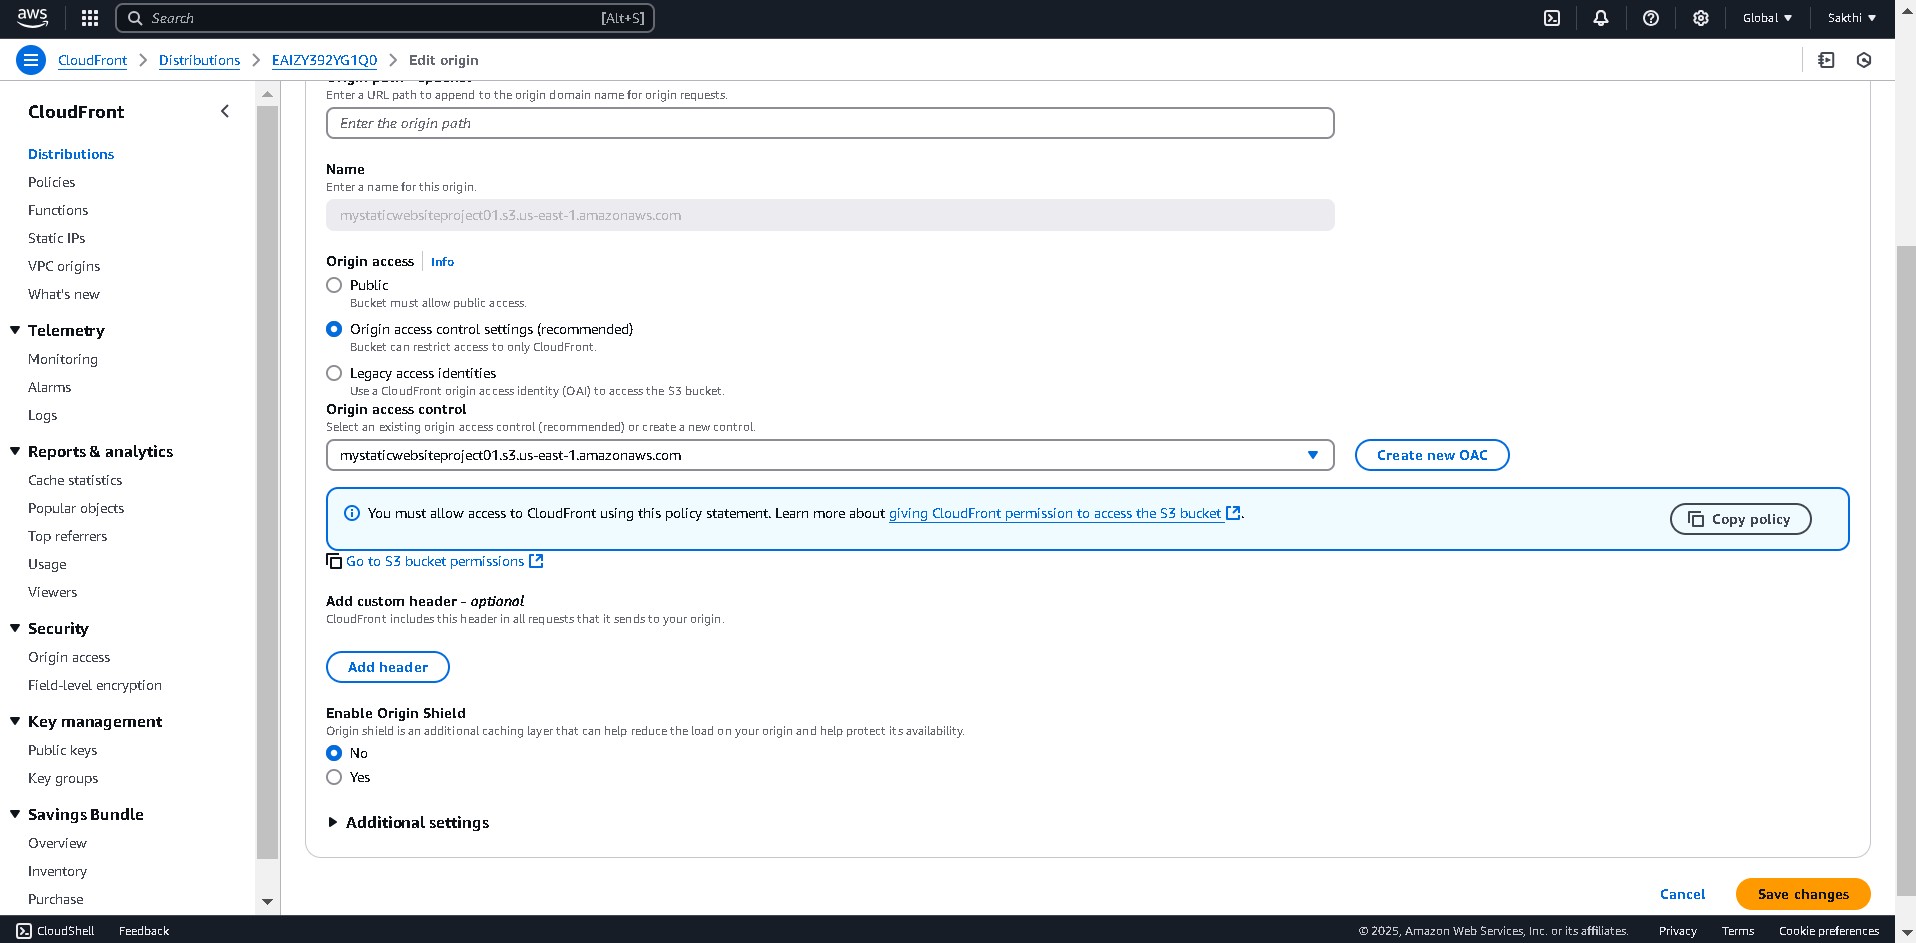 aws
Search
[Alt+S]
Global
Sakthi
CloudFront
Distributions
EAIZY392YG1Q0
Edit origin
CloudFront
Distributions
Policies
Functions
Static IPs
VPC origins
What's new
Telemetry
Monitoring
Alarms
Logs
Reports & analytics
Cache statistics
Popular objects
Top referrers
Usage
Viewers
Security
Origin access
Field-level encryption
Key management
Public keys
Key groups
Savings Bundle
Overview
Inventory
Purchase
Origin path - optional
Enter a URL path to append to the origin domain name for origin requests.
Enter the origin path
Name
Enter a name for this origin.
mystaticwebsiteproject01.s3.us-east-1.amazonaws.com
Origin access
Info
Public
Bucket must allow public access.
Origin access control settings (recommended)
Bucket can restrict access to only CloudFront.
Legacy access identities
Use a CloudFront origin access identity (OAI) to access the S3 bucket.
Origin access control
Select an existing origin access control (recommended) or create a new control.
mystaticwebsiteproject01.s3.us-east-1.amazonaws.com
Create new OAC
You must allow access to CloudFront using this policy statement. Learn more about giving CloudFront permission to access the S3 bucket.
Copy policy
Go to S3 bucket permissions
Add custom header - optional
CloudFront includes this header in all requests that it sends to your origin.
Add header
Enable Origin Shield
Origin shield is an additional caching layer that can help reduce the load on your origin and help protect its availability.
No
Yes
Additional settings
Cancel
Save changes
CloudShell
Feedback
© 2025, Amazon Web Services, Inc. or its affiliates.
Privacy
Terms
Cookie preferences